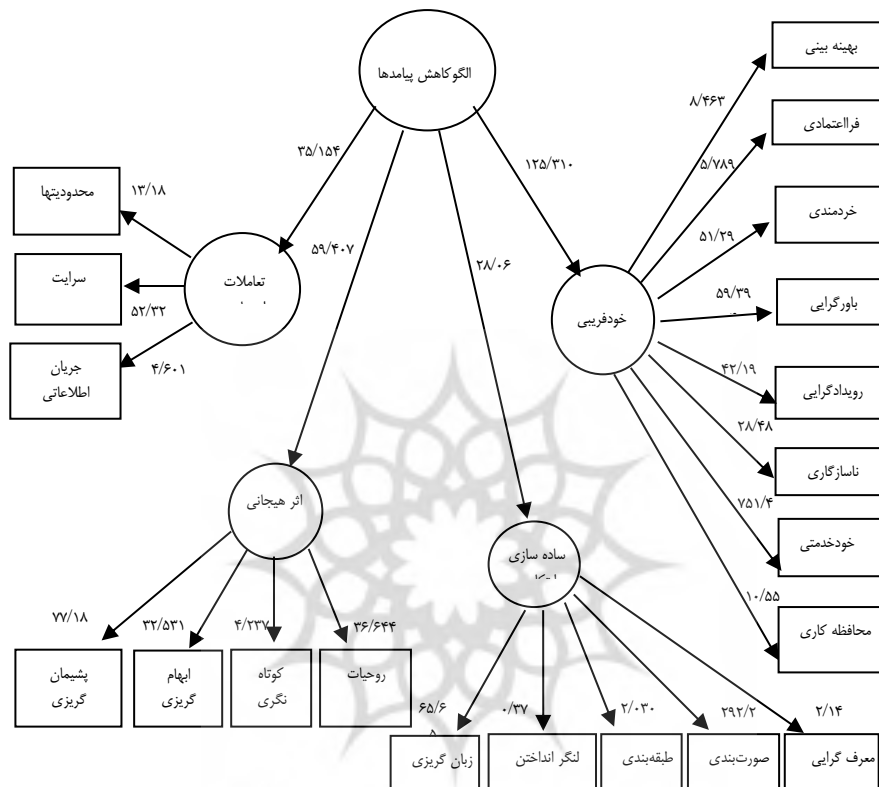 الگوکاهش پیامدها
۳۵/۱۵۴
۵۹/۴۰۷
۲۸/۰۶
۱۲۵/۳۱۰
خودفریبی
۸/۴۶۳
بهینه بینی
۵/۷۸۹
فرااعتمادی
۵۱/۲۹
خردمندی
۵۹/۳۹
باورگرایی
۴۲/۱۹
رویدادگرایی
۲۸/۴۸
ناسازگاری
۷۵۱/۴
خودخدمتی
۱۰/۵۵
محافظه کاری
تعاملات
۱۳/۱۸
محدودیتها
۵۲/۳۲
سرایت
۴/۶۰۱
جریان
اطلاعاتی
اثر هیجانی
۳۶/۶۴۴
روحیات
۴/۲۳۷
کوتاه
نگری
۳۲/۵۳۱
ابهام
گریزی
۷۷/۱۸
پشیمان
گریزی
ساده سازی
۲/۱۴
معرف گرایی
۲۹۲/۲
صورت‌بندی
۲/۰۳۰
طبقه‌بندی
۰/۳۷
لنگر انداختن
۶۵/۶
۵
زبان گریزی